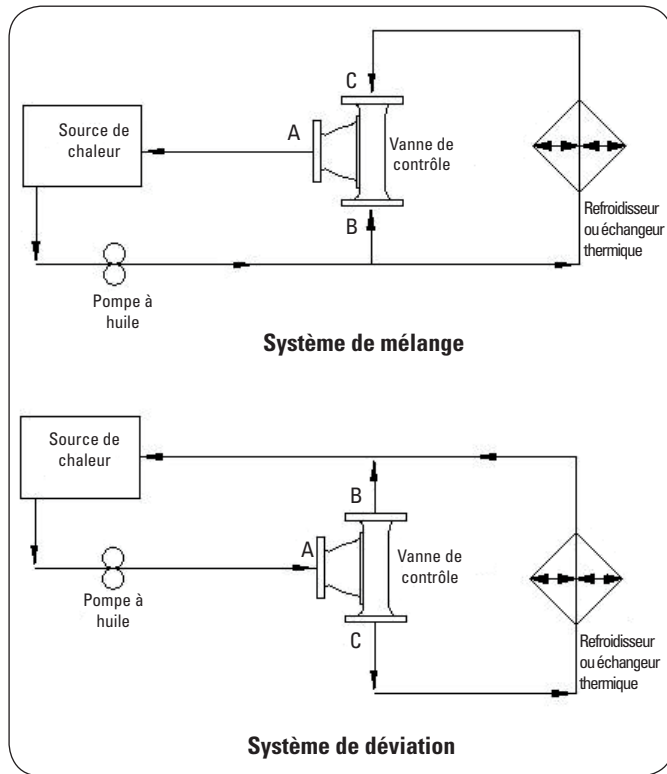 C
Source de
chaleur
A
Vanne de
contrôle
B
Refroidisseur
ou échangeur
thermique
Pompe à
huile
Système de mélange
Source de
chaleur
B
A
Vanne de
contrôle
Pompe à
huile
C
Refroidisseur
ou échangeur
thermique
Système de déviation